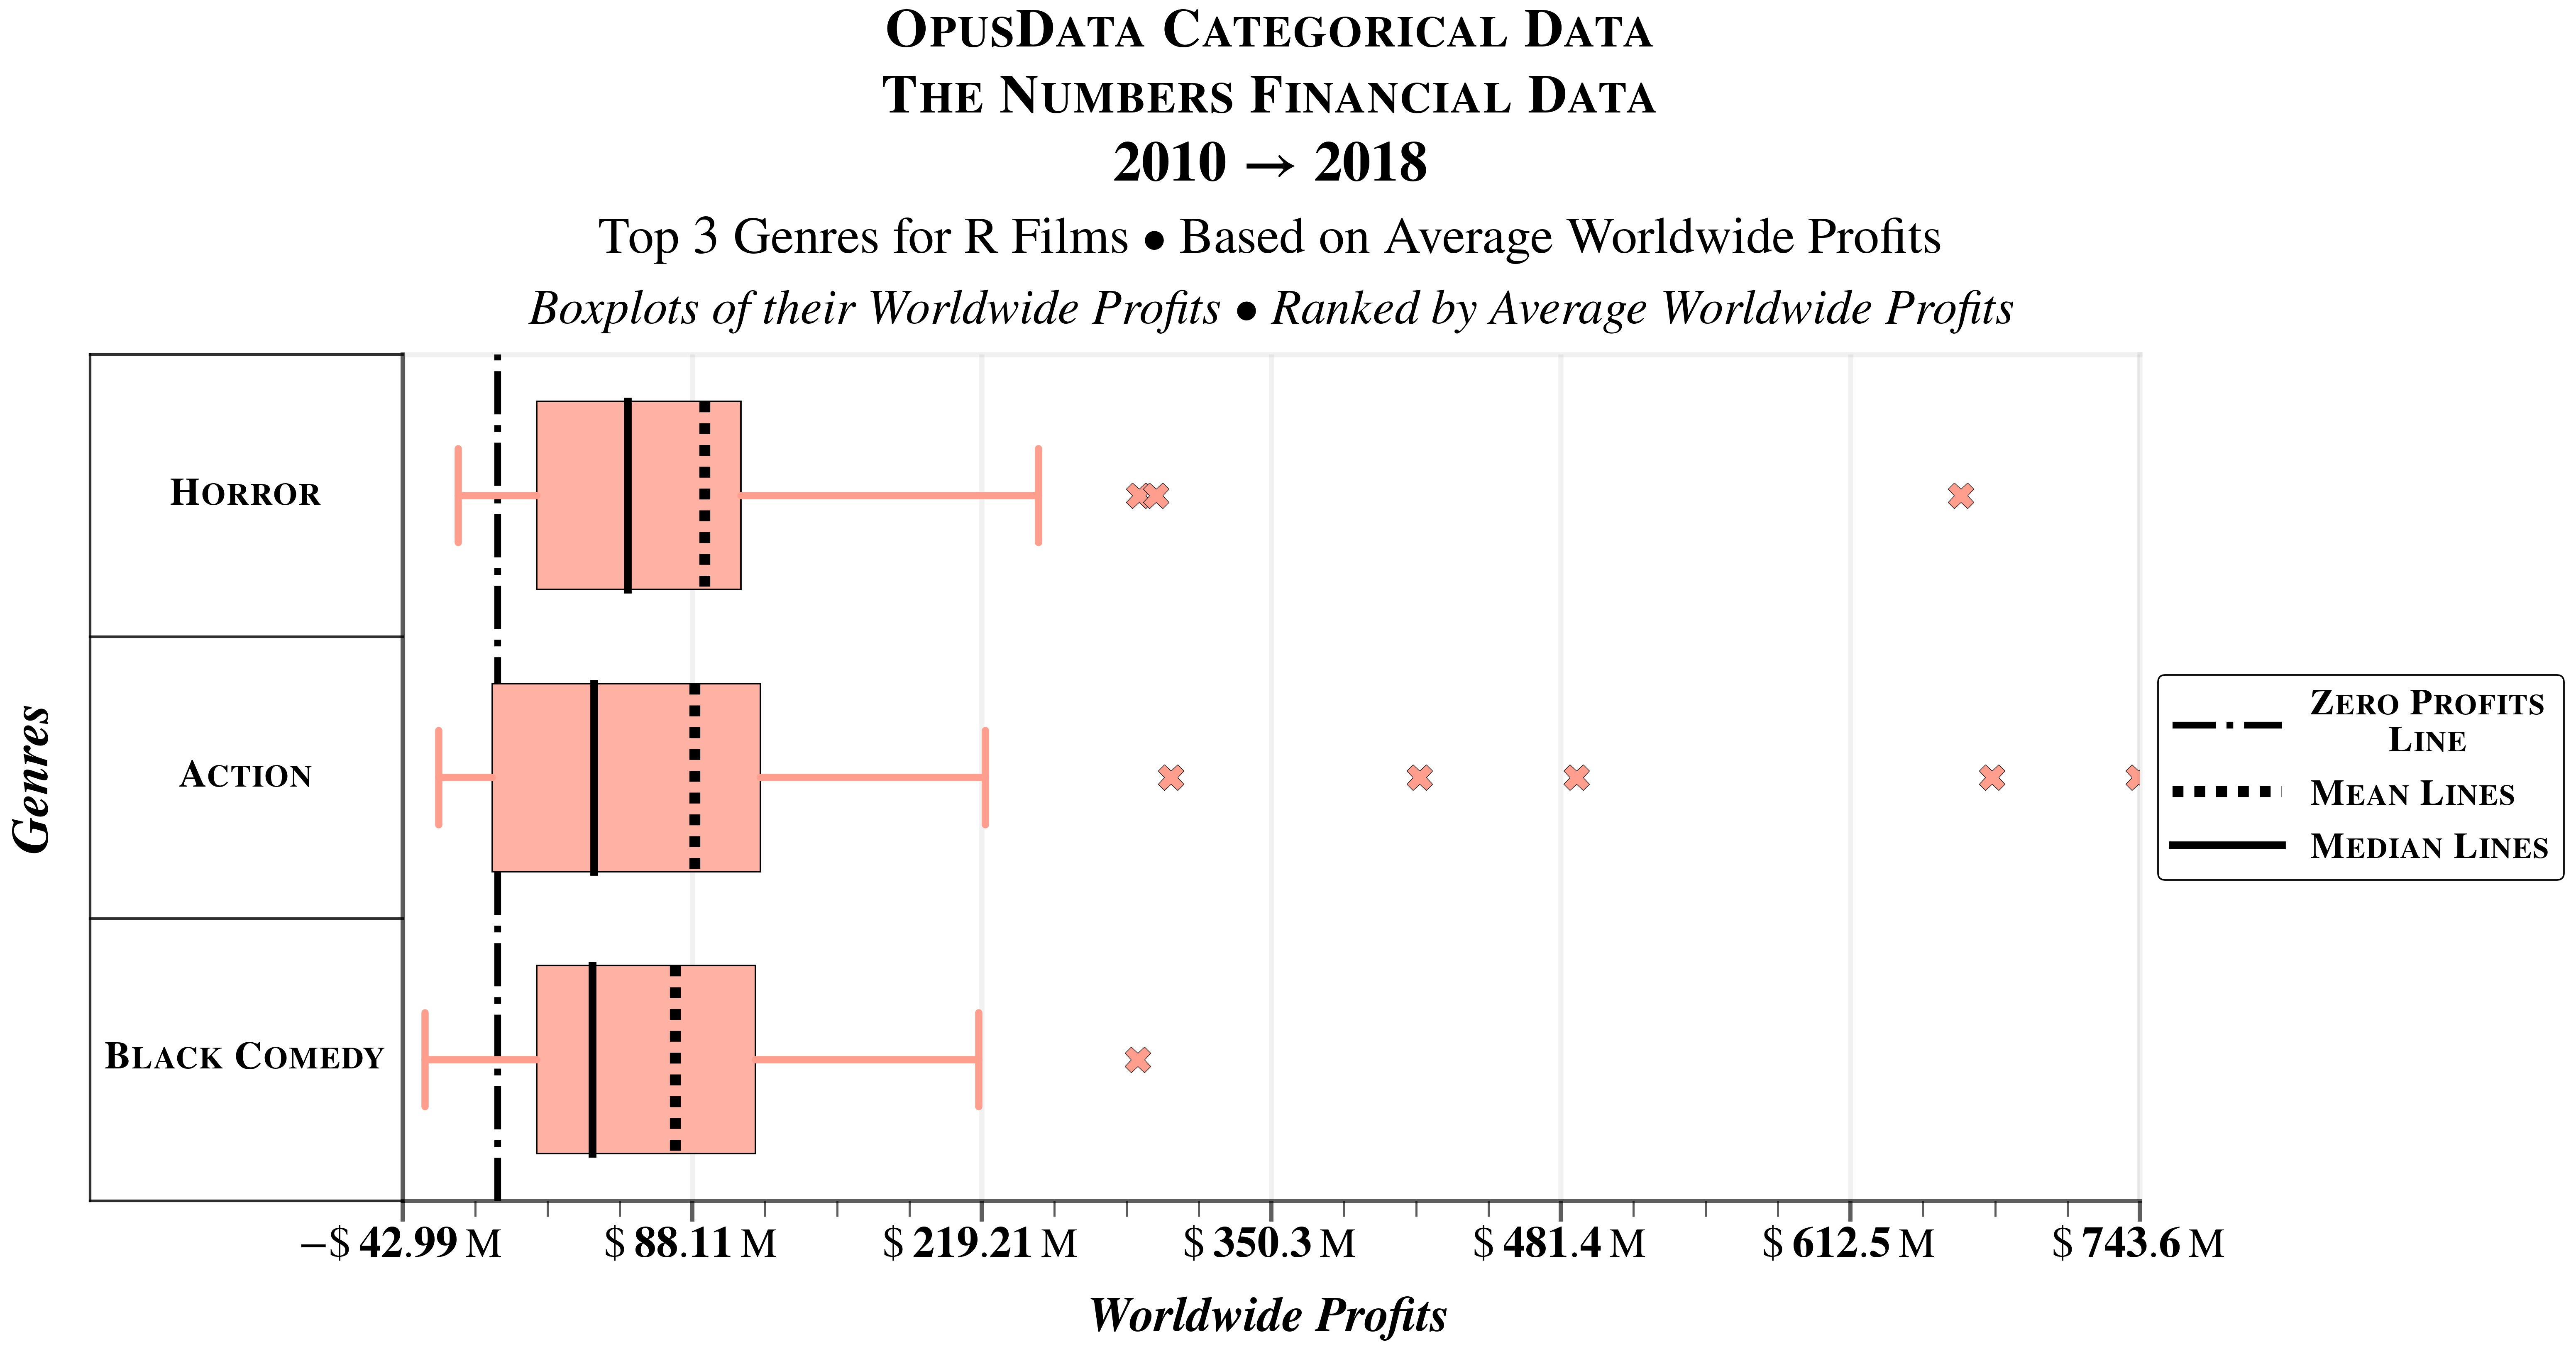 OpusData Categorical Data
The Numbers Financial Data
2010 → 2018
Top 3 Genres for R Films • Based on Average Worldwide Profits
Boxplots of their Worldwide Profits • Ranked by Average Worldwide Profits
Genres
Horror
Action
Black Comedy
Zero Profits
Line
Mean Lines
Median Lines
−$ 42.99 M $ 88.11 M $ 219.21 M $ 350.3 M $ 481.4 M $ 612.5 M $ 743.6 M
Worldwide Profits